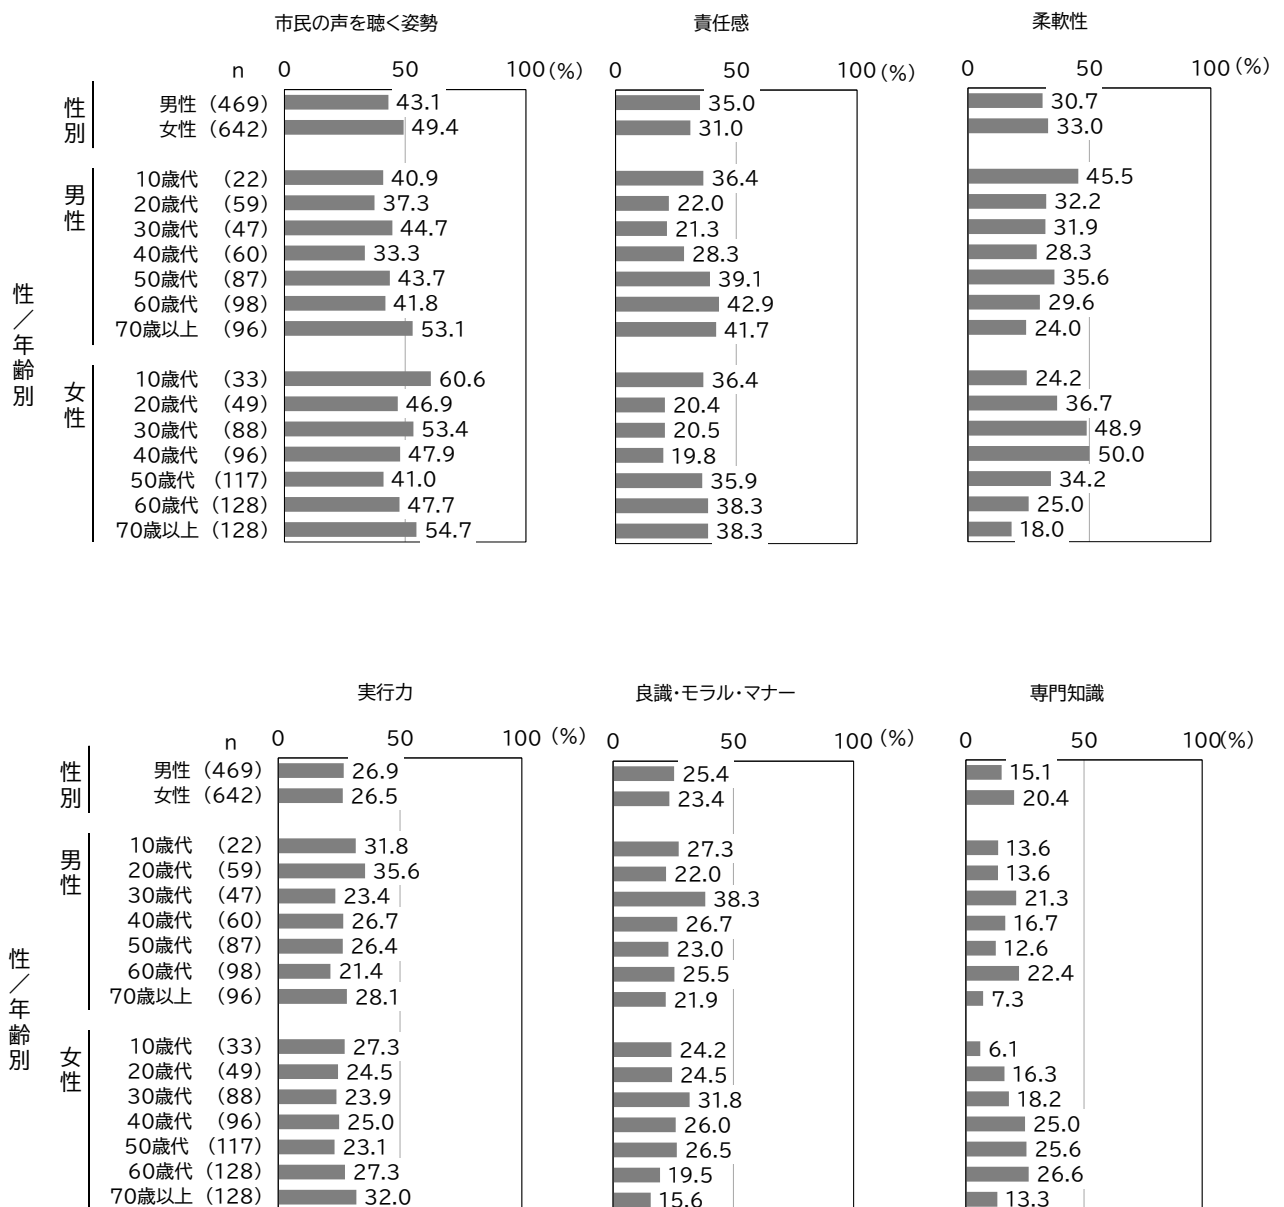 市民の声を聴く姿勢 責任感 柔軟性
n 0 50 100(%) 0 50 100(%) 0 50 100(%)
性別
男性 (469) 43.1 35.0 30.7
女性 (642) 49.4 31.0 33.0
性／年齢別
男性
10歳代 (22) 40.9 36.4 45.5
20歳代 (59) 37.3 22.0 32.2
30歳代 (47) 44.7 21.3 31.9
40歳代 (60) 33.3 28.3 28.3
50歳代 (87) 43.7 39.1 35.6
60歳代 (98) 41.8 42.9 29.6
70歳以上 (96) 53.1 41.7 24.0
女性
10歳代 (33) 60.6 36.4 24.2
20歳代 (49) 46.9 20.4 36.7
30歳代 (88) 53.4 20.5 48.9
40歳代 (96) 47.9 19.8 50.0
50歳代 (117) 41.0 35.9 34.2
60歳代 (128) 47.7 38.3 25.0
70歳以上 (128) 54.7 38.3 18.0
実行力 良識・モラル・マナー 専門知識
n 0 50 100(%) 0 50 100(%) 0 50 100(%)
性別
男性 (469) 26.9 25.4 15.1
女性 (642) 26.5 23.4 20.4
性／年齢別
男性
10歳代 (22) 31.8 27.3 13.6
20歳代 (59) 35.6 22.0 13.6
30歳代 (47) 23.4 38.3 21.3
40歳代 (60) 26.7 26.7 16.7
50歳代 (87) 26.4 23.0 12.6
60歳代 (98) 21.4 25.5 22.4
70歳以上 (96) 28.1 21.9 7.3
女性
10歳代 (33) 27.3 24.2 6.1
20歳代 (49) 24.5 24.5 16.3
30歳代 (88) 23.9 31.8 18.2
40歳代 (96) 25.0 26.0 25.0
50歳代 (117) 23.1 26.5 25.6
60歳代 (128) 27.3 19.5 26.6
70歳以上 (128) 32.0 15.6 13.3